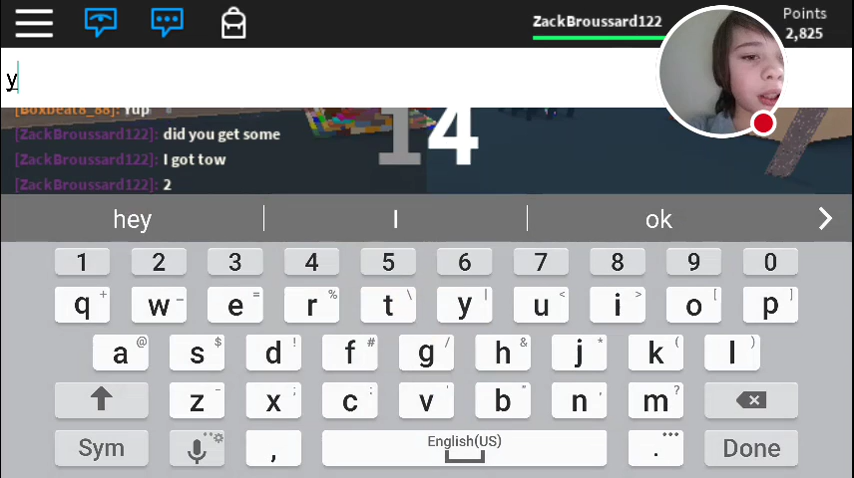 ZackBroussard122
Points
2,825
y
[Boxbeat6_88]: Yup
[ZackBroussard122]: did you get some
[ZackBroussard122]: I got tow
[ZackBroussard122]: 2
14
hey I ok
1 2 3 4 5 6 7 8 9 0
q + w - e = r % t \ y | u < i > o [ p ]
a @ s $ d ! f # g / h & j * k ( l )
z - x ; c : v ' b " n , m ?
Sym , English(US) . Done